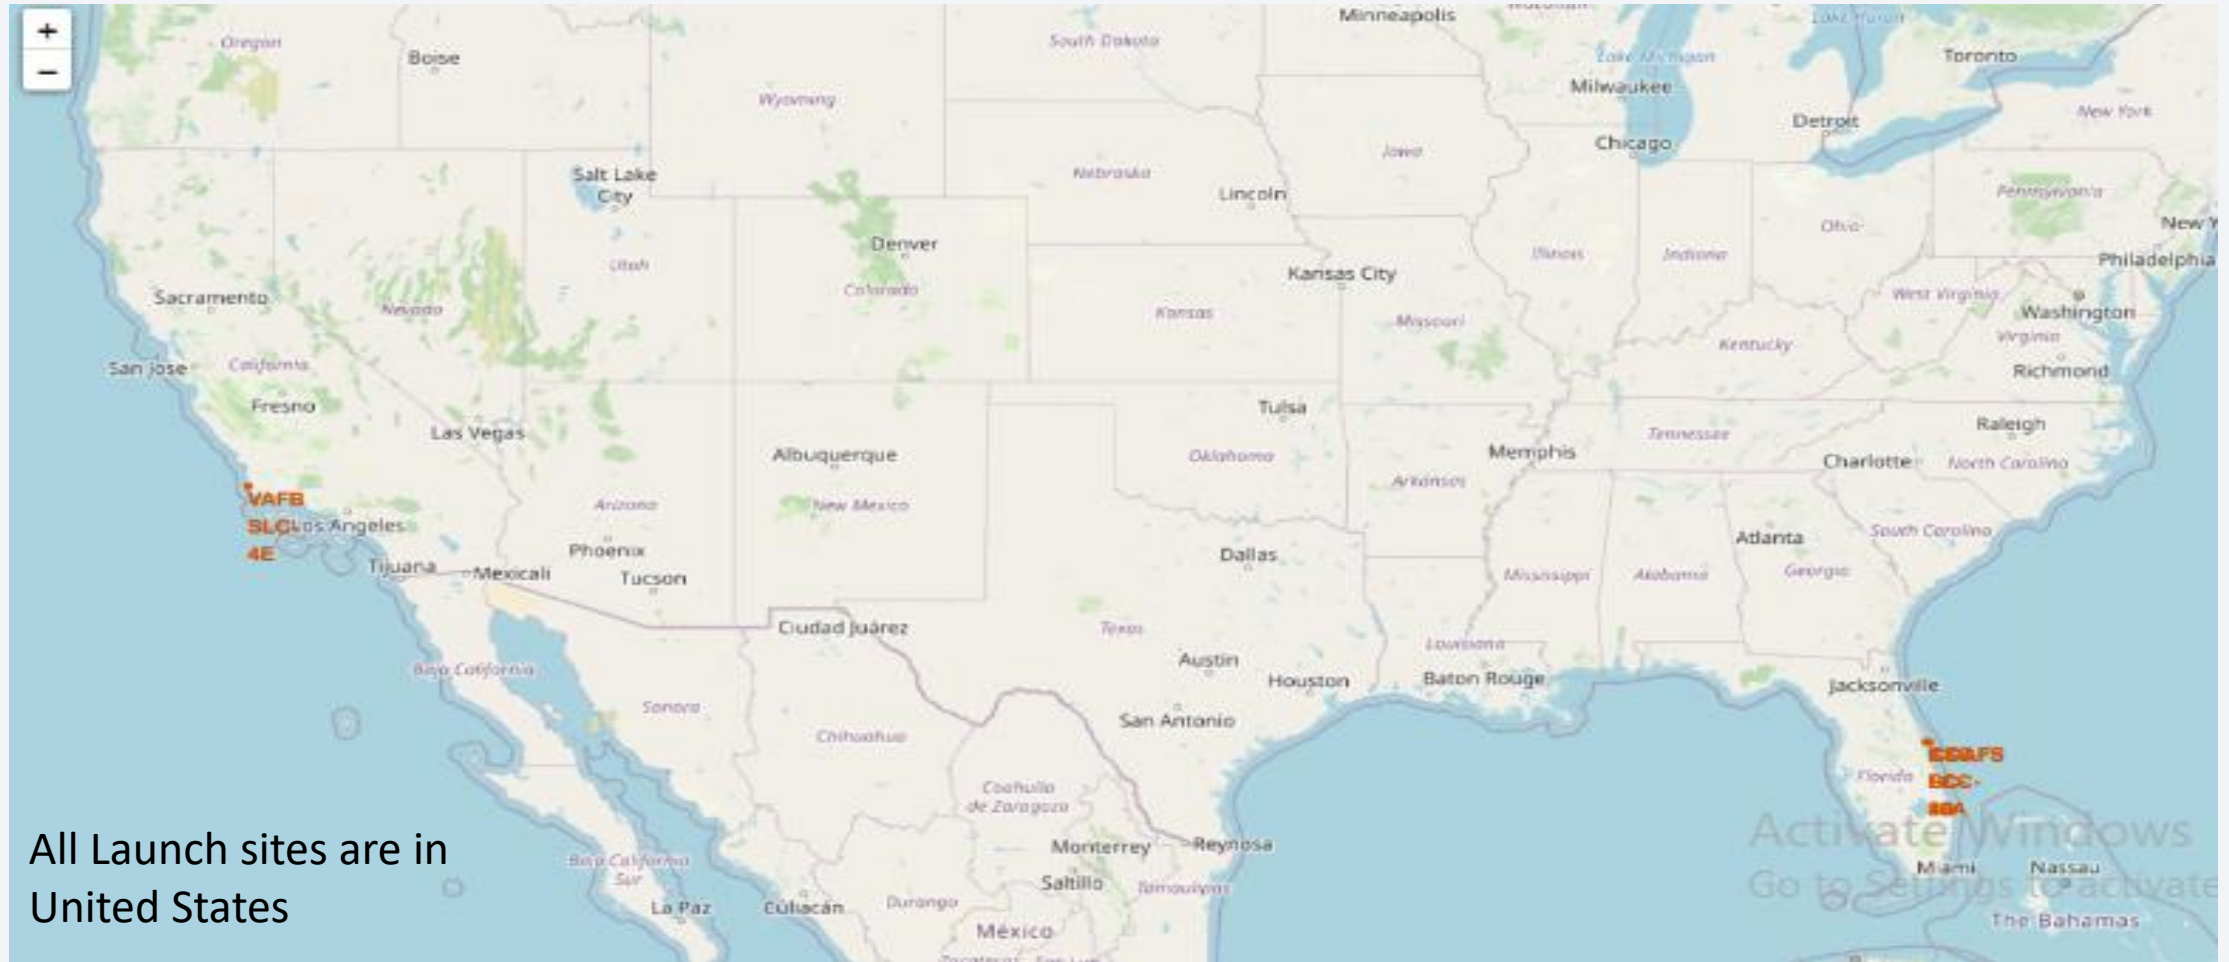 +
−
Oregon
Boise
South Dakota
Minneapolis
Lake Michigan
Lake Huron
Toronto
Wyoming
Milwaukee
Detroit
New York
Chicago
Iowa
Salt Lake
City
Nebraska
Lincoln
Pennsylvania
Ohio
New Y
Denver
Utah
Illinois
Indiana
Philadelphia
Kansas City
Colorado
Sacramento
Nevada
West Virginia
Washington
Kansas
Missouri
Virginia
Kentucky
San Jose
California
Richmond
Fresno
Tulsa
Las Vegas
Raleigh
Tennessee
Albuquerque
Oklahoma
Memphis
Charlotte
North Carolina
Arkansas
VAFB
SLC-
4E
Los Angeles
Arizona
New Mexico
South Carolina
Atlanta
Phoenix
Dallas
Tijuana
Mexicali
Tucson
Mississippi
Alabama
Georgia
Ciudad Juárez
Texas
Louisiana
Baja California
Austin
Houston
Baton Rouge
Jacksonville
Sonora
San Antonio
Chihuahua
Florida
Coahuila
de Zaragoza
Activate Windows
Go to Settings to activate
Monterrey
Reynosa
All Launch sites are in
United States
Baja California
Sur
Miami
Nassau
Saltillo
Tamaulipas
La Paz
Culiacán
Durango
México
The Bahamas